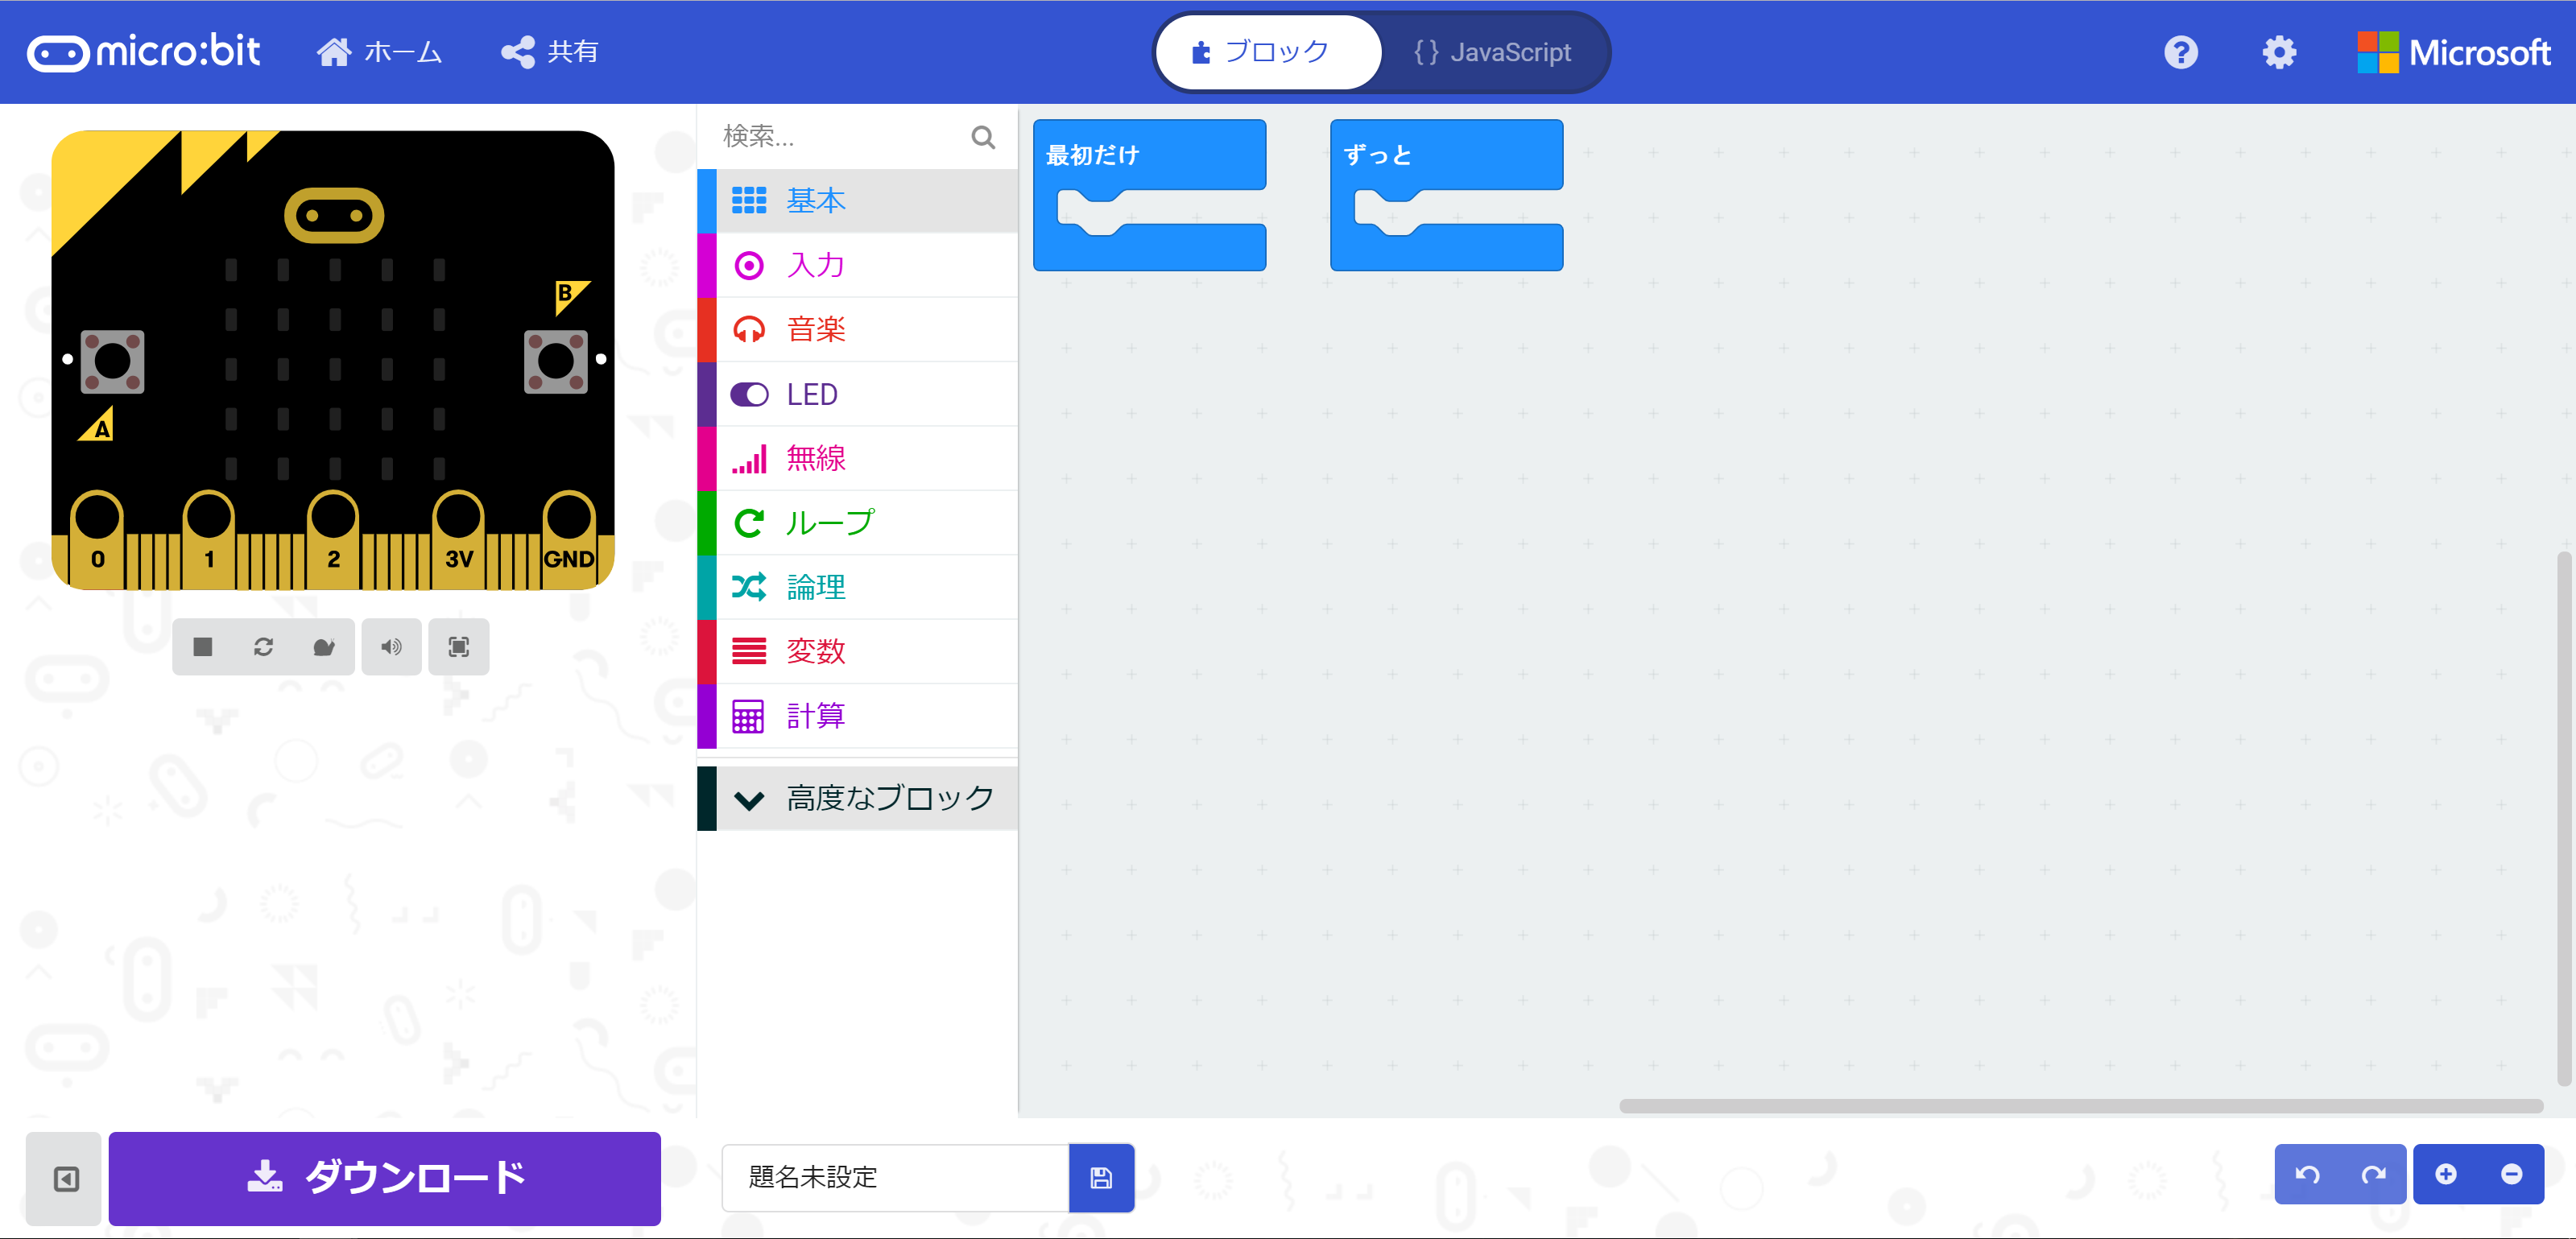 micro:bit
ホーム
共有
ブロック
{ } JavaScript
Microsoft
B
A
0
1
2
3V
GND
検索...
基本
入力
音楽
LED
無線
ループ
論理
変数
計算
高度なブロック
最初だけ
ずっと
ダウンロード
題名未設定